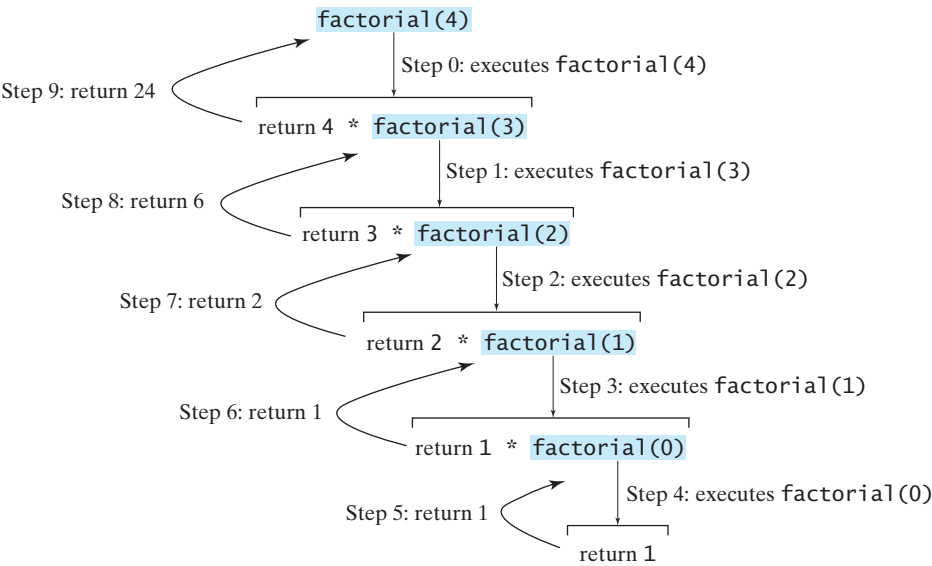 factorial(4)
Step 0: executes factorial(4)
Step 9: return 24
return 4 * factorial(3)
Step 1: executes factorial(3)
Step 8: return 6
return 3 * factorial(2)
Step 2: executes factorial(2)
Step 7: return 2
return 2 * factorial(1)
Step 3: executes factorial(1)
Step 6: return 1
return 1 * factorial(0)
Step 4: executes factorial(0)
Step 5: return 1
return 1